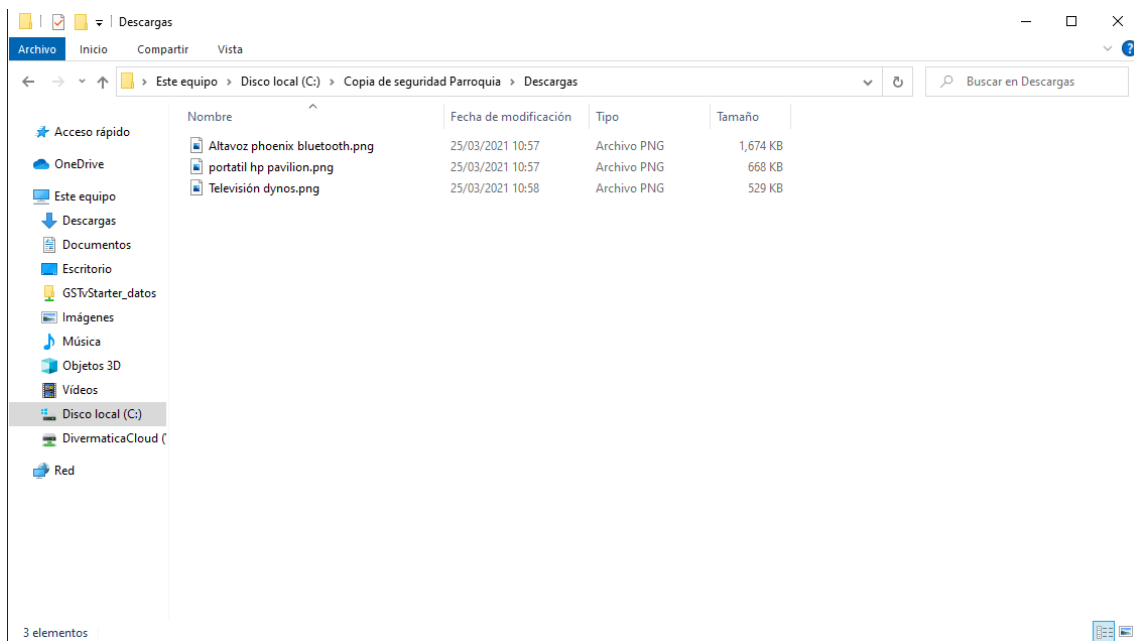 Descargas
Archivo Inicio Compartir Vista
Este equipo > Disco local (C:) > Copia de seguridad Parroquia > Descargas Buscar en Descargas
Nombre Fecha de modificación Tipo Tamaño
Altavoz phoenix bluetooth.png 25/03/2021 10:57 Archivo PNG 1,674 KB
portatil hp pavilion.png 25/03/2021 10:57 Archivo PNG 668 KB
Televisión dynos.png 25/03/2021 10:58 Archivo PNG 529 KB
Acceso rápido
OneDrive
Este equipo
Descargas
Documentos
Escritorio
GSTvStarter_datos
Imágenes
Música
Objetos 3D
Vídeos
Disco local (C:)
DivermaticaCloud (
Red
3 elementos